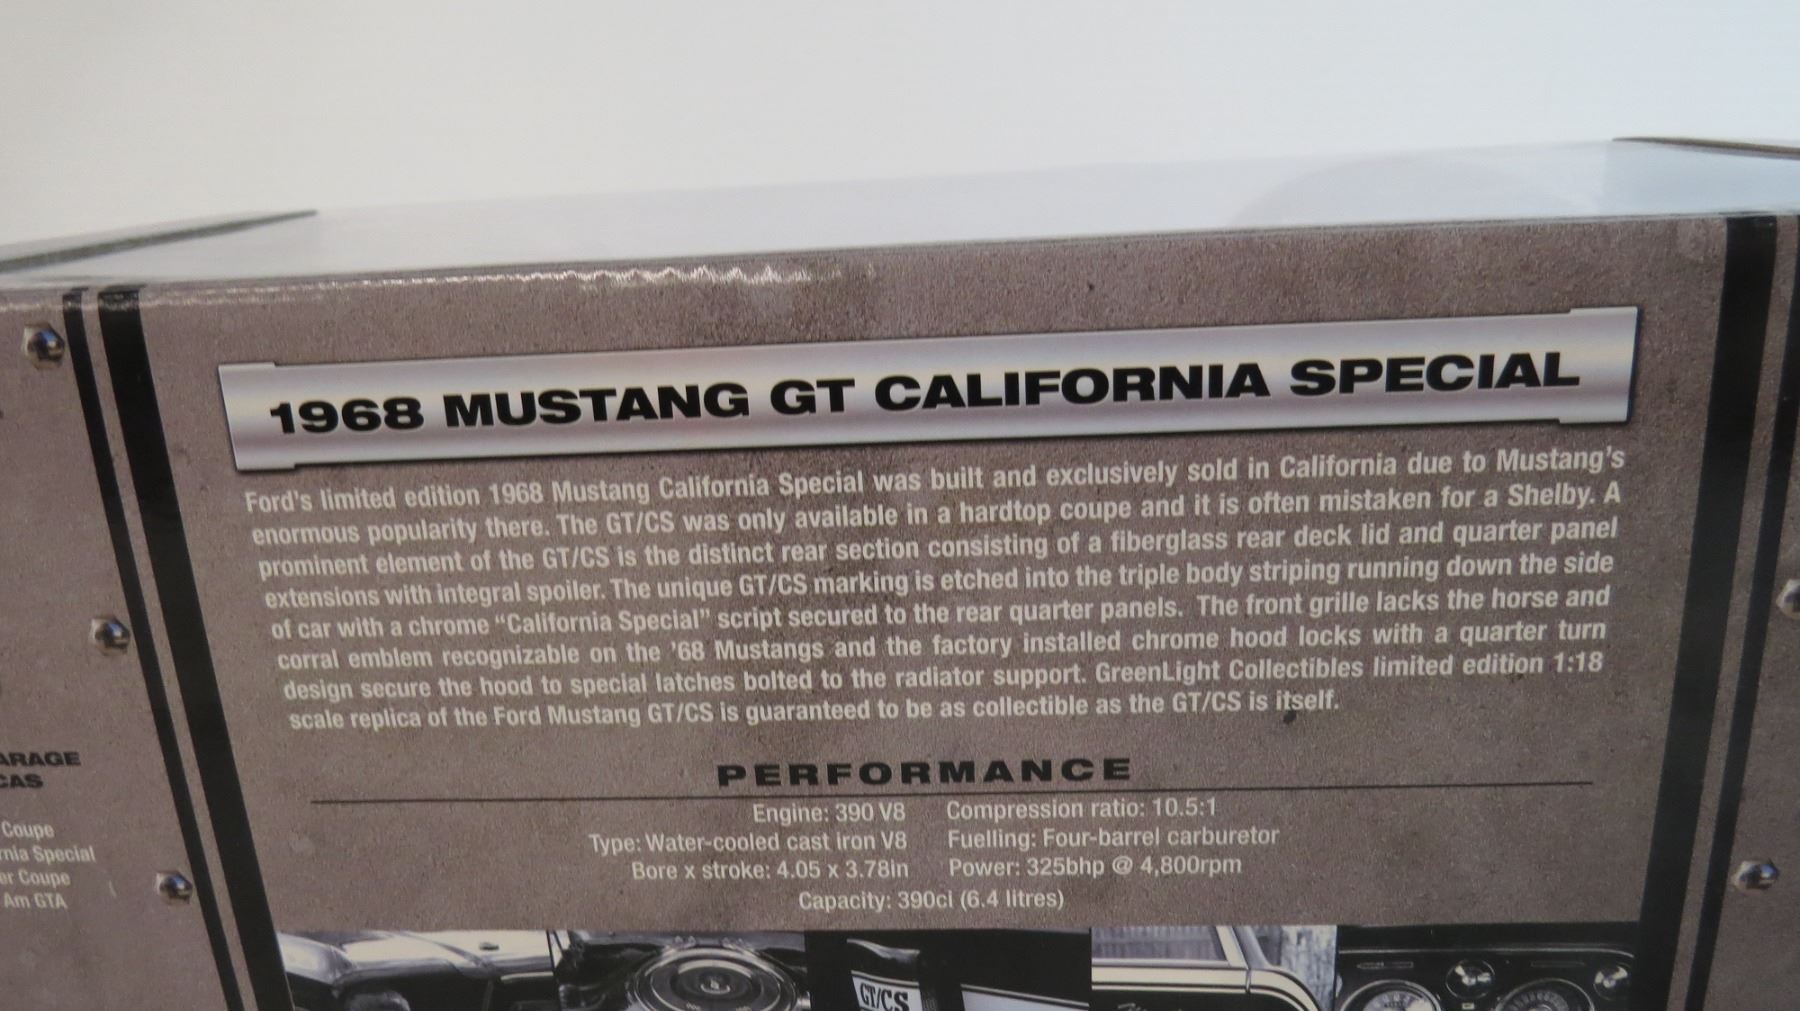 1968 MUSTANG GT CALIFORNIA SPECIAL
Ford's limited edition 1968 Mustang California Special was built and exclusively sold in California due to Mustang's
enormous popularity there. The GT/CS was only available in a hardtop coupe and it is often mistaken for a Shelby. A
prominent element of the GT/CS is the distinct rear section consisting of a fiberglass rear deck lid and quarter panel
extensions with integral spoiler. The unique GT/CS marking is etched into the triple body striping running down the side
of car with a chrome “California Special” script secured to the rear quarter panels. The front grille lacks the horse and
corral emblem recognizable on the '68 Mustangs and the factory installed chrome hood locks with a quarter turn
design secure the hood to special latches bolted to the radiator support. GreenLight Collectibles limited edition 1:18
scale replica of the Ford Mustang GT/CS is guaranteed to be as collectible as the GT/CS is itself.
PERFORMANCE
Engine: 390 V8 Compression ratio: 10.5:1
Type: Water-cooled cast iron V8 Fuelling: Four-barrel carburetor
Bore x stroke: 4.05 x 3.78in Power: 325bhp @ 4,800rpm
Capacity: 390ci (6.4 litres)
GT/CS
ARAGE
CAS
Coupe
rnia Special
er Coupe
Am GTA